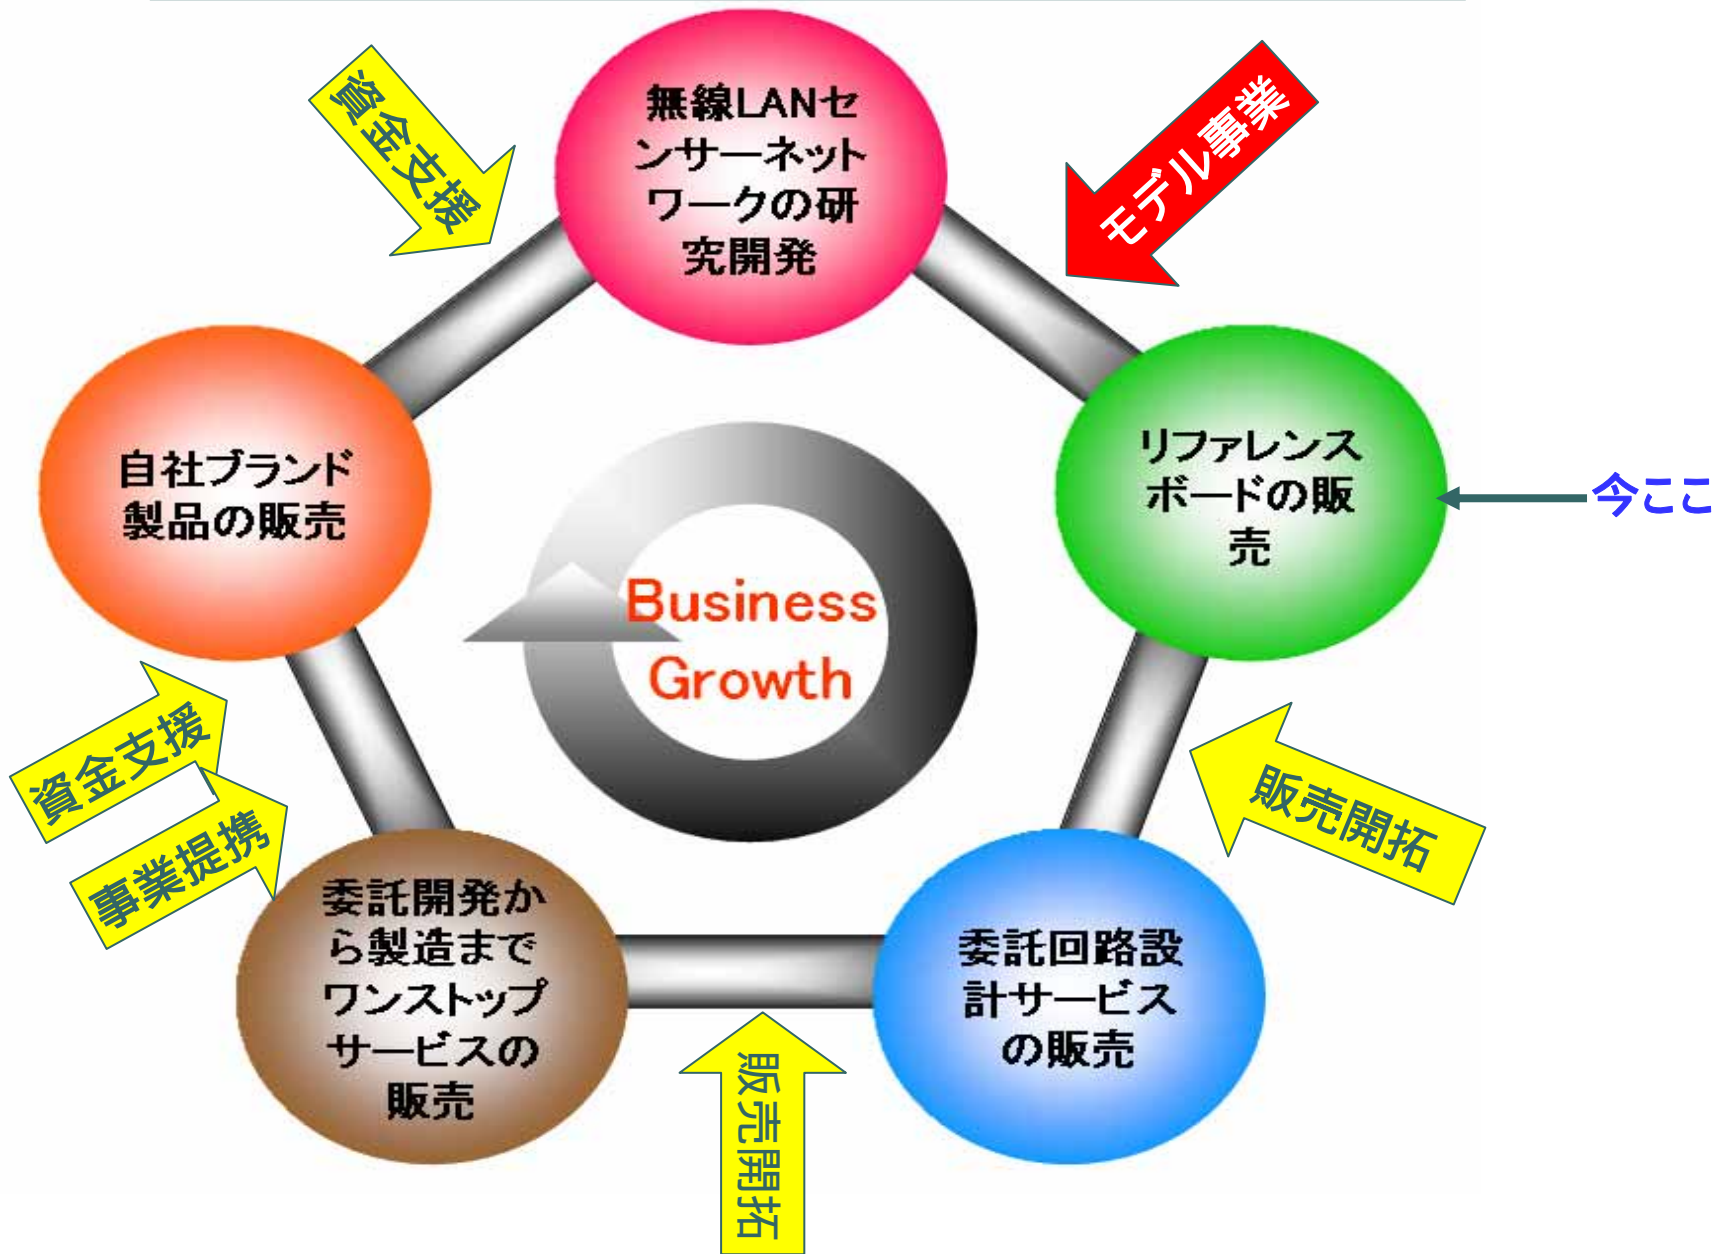 資金支援
無線LANセ
ンサーネット
ワークの研
究開発
モデル事業
自社ブランド
製品の販売
リファレンス
ボードの販
売
今ここ
Business
Growth
資金支援
事業提携
販売開拓
委託開発か
ら製造まで
ワンストップ
サービスの
販売
委託回路設
計サービス
の販売
販売開拓